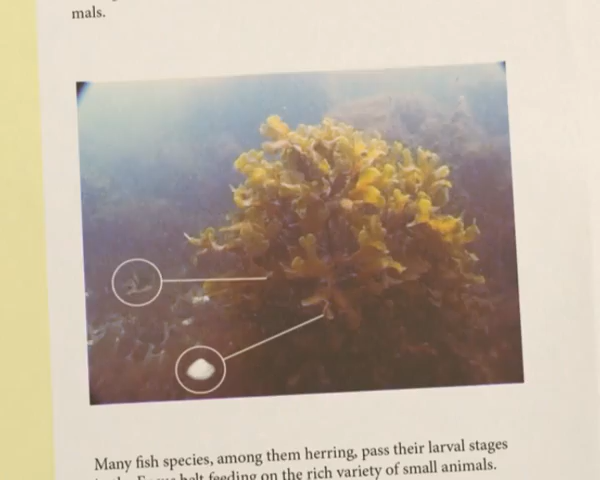 mals.
Many fish species, among them herring, pass their larval stages
belt feeding on the rich variety of small animals.